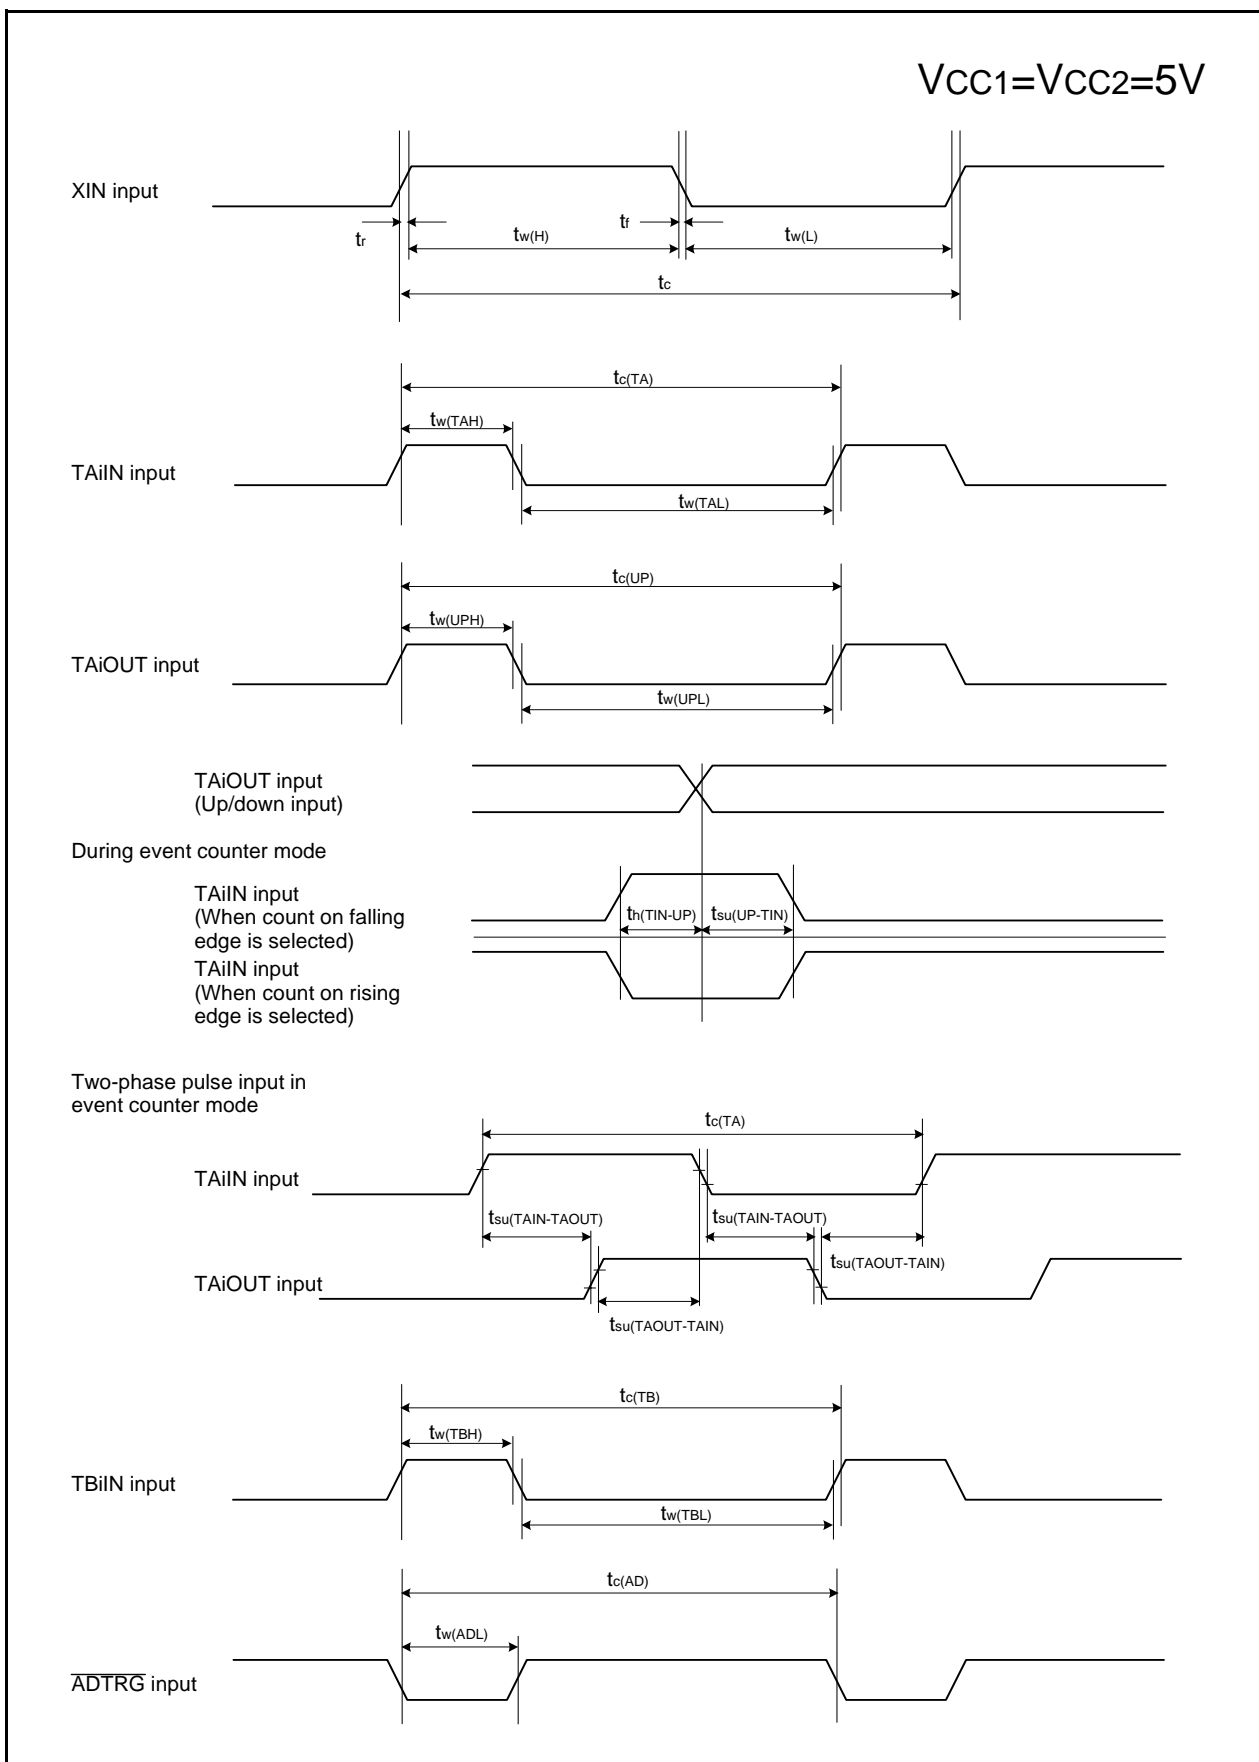 VCC1=VCC2=5V
XIN input
tr
tw(H)
tf
tw(L)
tc
tc(TA)
tw(TAH)
TAiIN input
tw(TAL)
tc(UP)
tw(UPH)
TAiOUT input
tw(UPL)
TAiOUT input
(Up/down input)
During event counter mode
TAiIN input
(When count on falling
edge is selected)
th(TIN-UP)
tsu(UP-TIN)
TAiIN input
(When count on rising
edge is selected)
Two-phase pulse input in
event counter mode
tc(TA)
TAiIN input
tsu(TAIN-TAOUT)
tsu(TAIN-TAOUT)
tsu(TAOUT-TAIN)
TAiOUT input
tsu(TAOUT-TAIN)
tc(TB)
tw(TBH)
TBiIN input
tw(TBL)
tc(AD)
tw(ADL)
ADTRG input